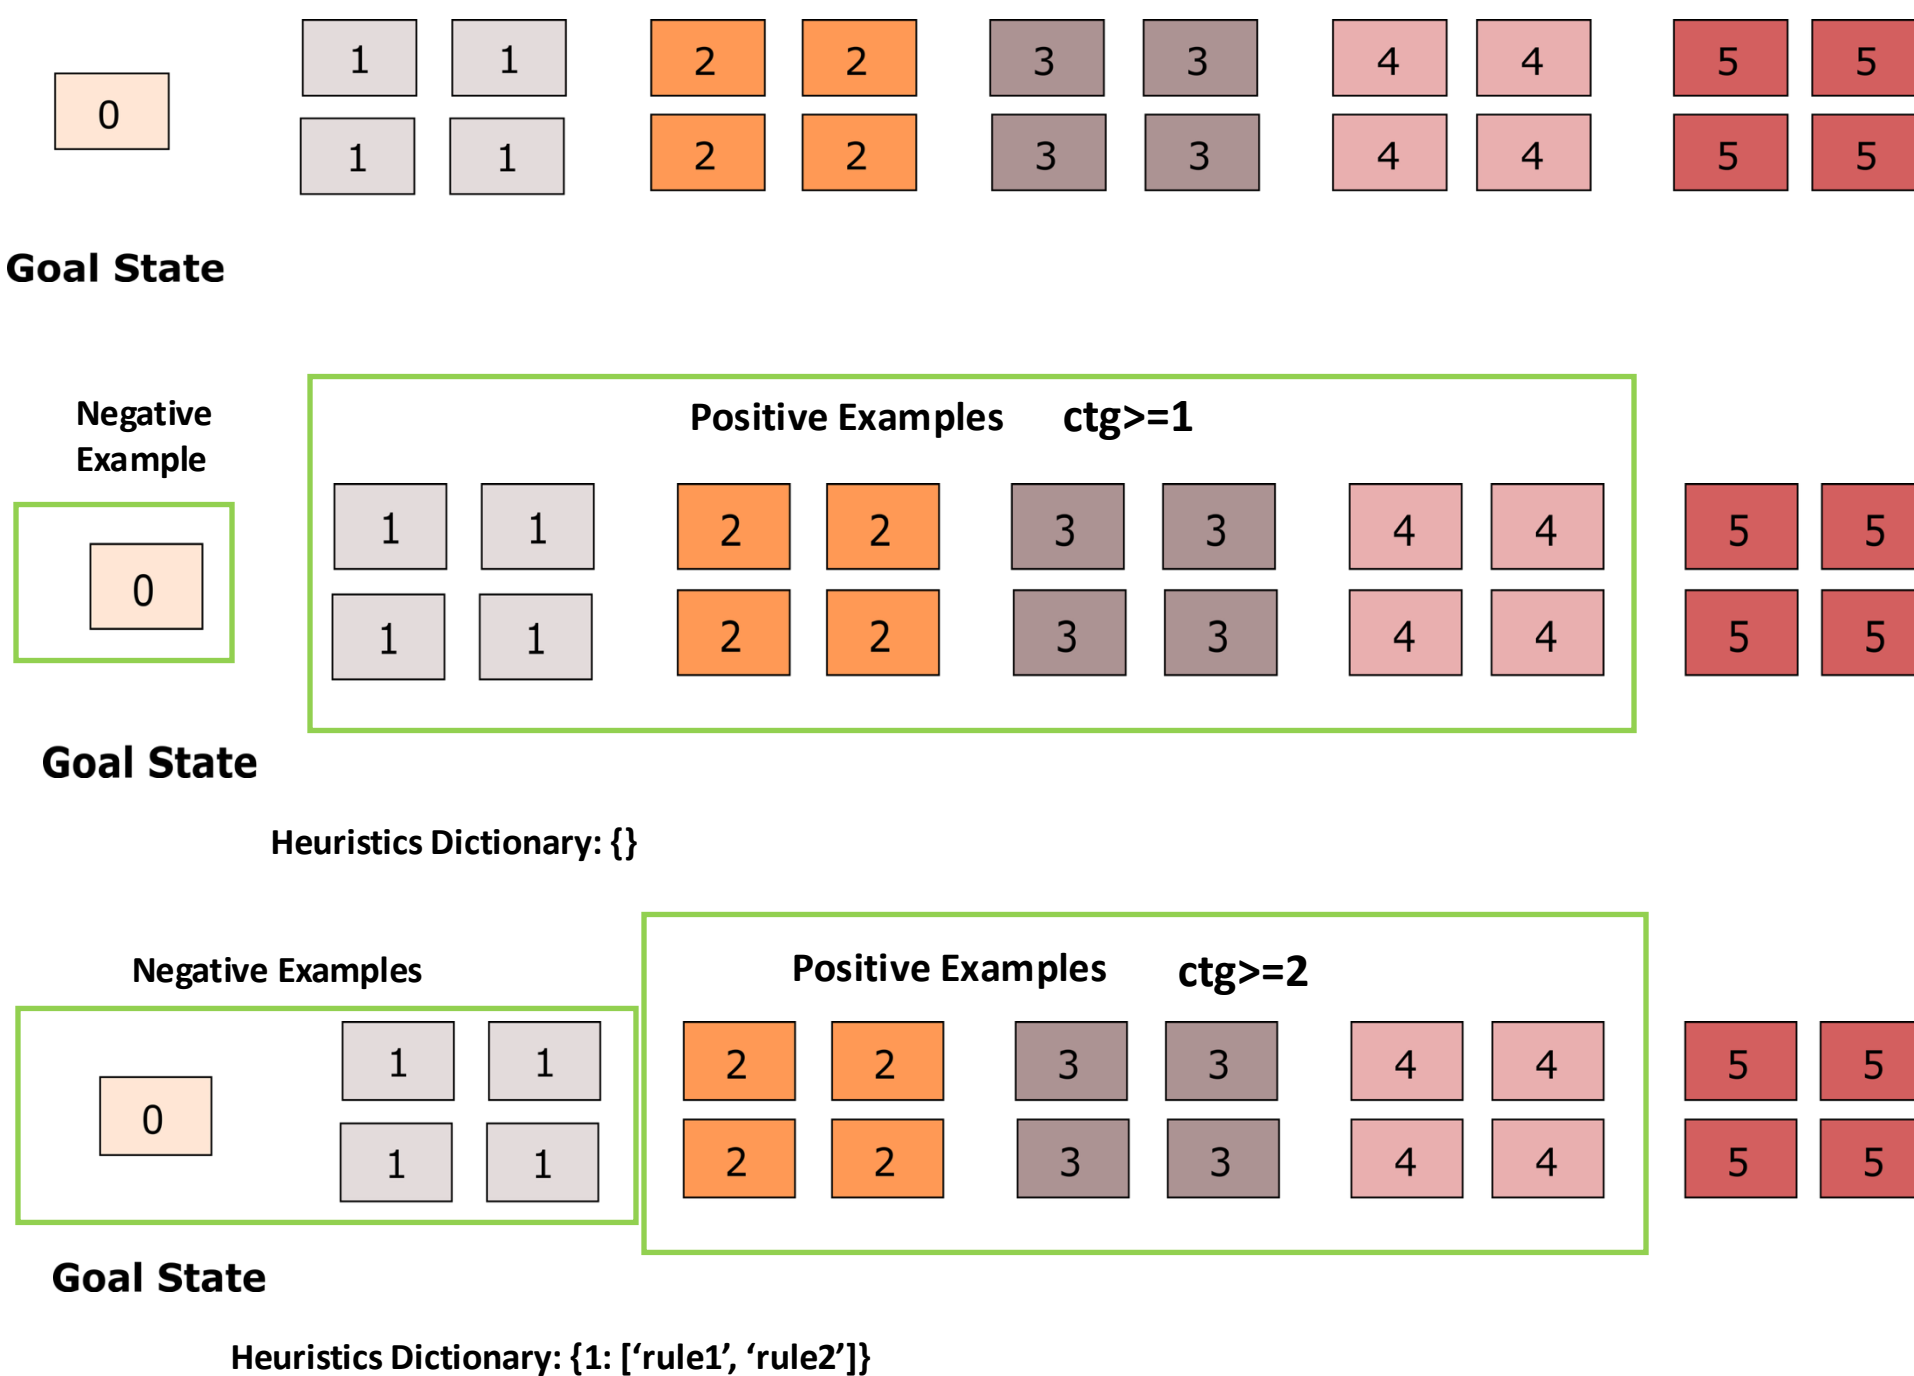 1 1 2 2 3 3 4 4 5 5
0
1 1 2 2 3 3 4 4 5 5
Goal State
Negative
Example
Positive Examples ctg>=1
1 1 2 2 3 3 4 4 5 5
0
1 1 2 2 3 3 4 4 5 5
Goal State
Heuristics Dictionary: {}
Negative Examples
Positive Examples ctg>=2
1 1 2 2 3 3 4 4 5 5
0
1 1 2 2 3 3 4 4 5 5
Goal State
Heuristics Dictionary: {1: [‘rule1’, ‘rule2’]}